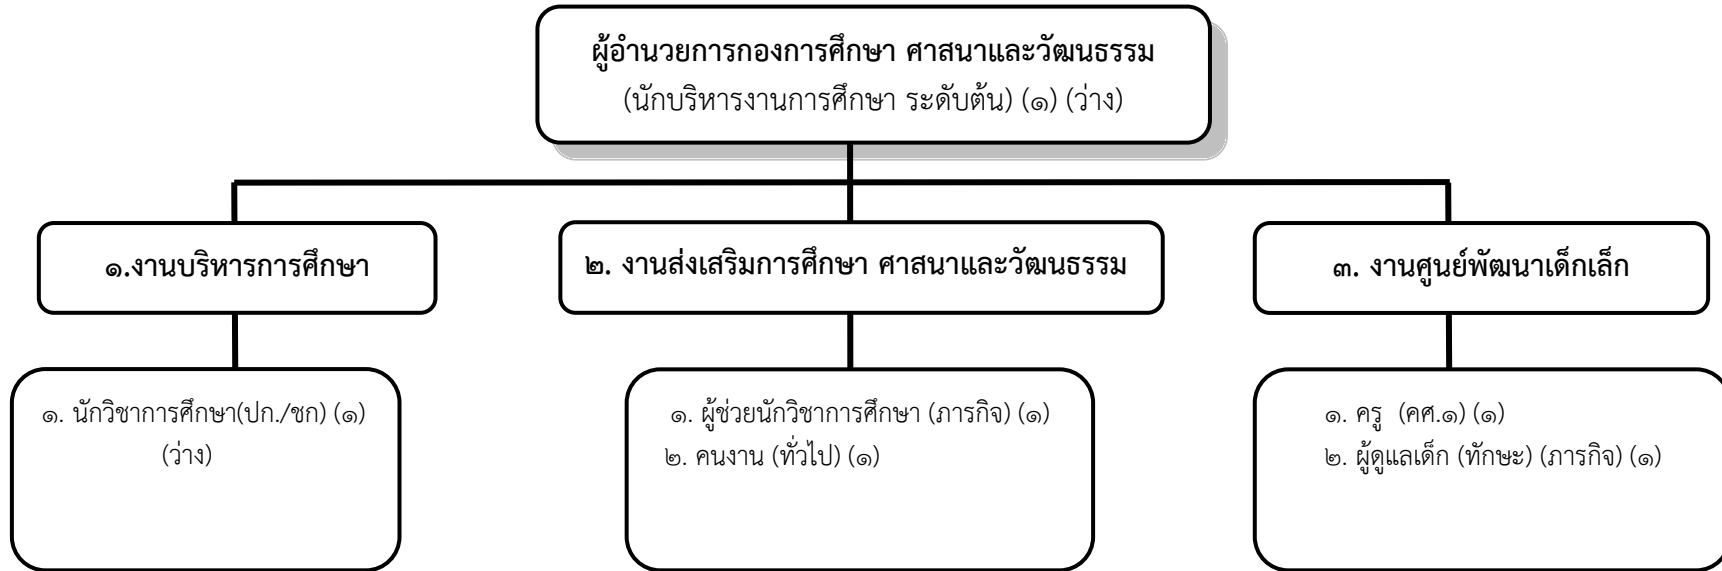 ผู้อำนวยการกองการศึกษา ศาสนาและวัฒนธรรม
(นักบริหารงานการศึกษา ระดับต้น) (๑) (ว่าง)
๑.งานบริหารการศึกษา
๒. งานส่งเสริมการศึกษา ศาสนาและวัฒนธรรม
๓. งานศูนย์พัฒนาเด็กเล็ก
๑. นักวิชาการศึกษา(ปก./ชก) (๑)
(ว่าง)
๑. ผู้ช่วยนักวิชาการศึกษา (ภารกิจ) (๑)
๒. คนงาน (ทั่วไป) (๑)
๑. ครู (คศ.๑) (๑)
๒. ผู้ดูแลเด็ก (ทักษะ) (ภารกิจ) (๑)